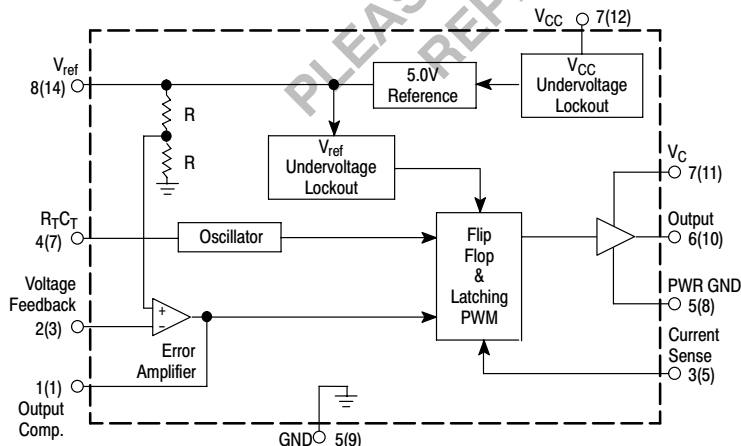 PLEAS
REP
VCC 7(12)
Vref
8(14)
5.0V
Reference
VCC
Undervoltage
Lockout
R
R
Vref
Undervoltage
Lockout
VC
7(11)
RTCT
4(7)
Oscillator
Flip
Flop
&
Latching
PWM
Output
6(10)
Voltage
Feedback
2(3)
+
−
Error
Amplifier
PWR GND
5(8)
Current
Sense
3(5)
1(1)
Output
Comp.
GND 5(9)